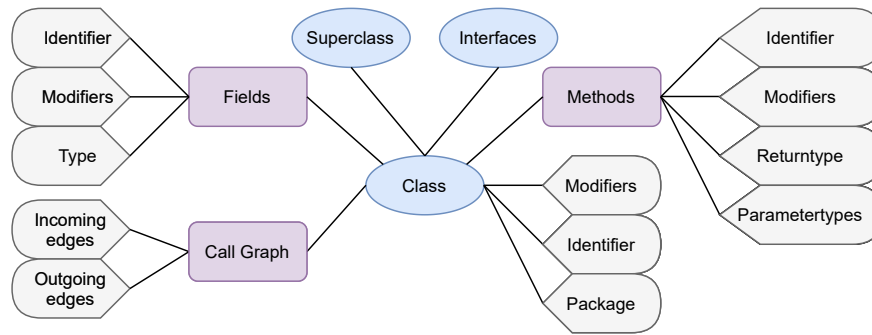 Identifier
Modifiers
Type
Fields
Superclass
Interfaces
Methods
Identifier
Modifiers
Returntype
Parametertypes
Class
Modifiers
Identifier
Package
Incoming
edges
Outgoing
edges
Call Graph